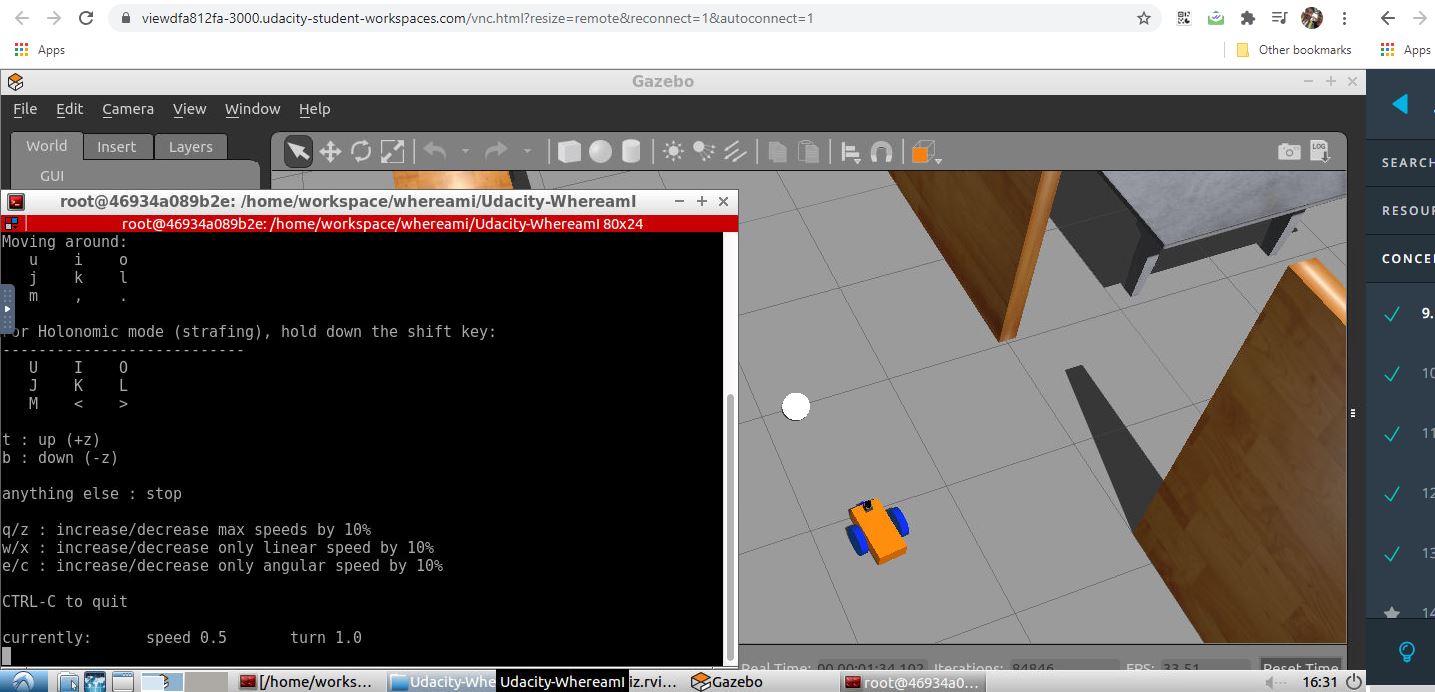 viewdfa812fa-3000.udacity-student-workspaces.com/vnc.html?resize=remote&reconnect=1&autoconnect=1
Apps
Other bookmarks
Apps
Gazebo
File Edit Camera View Window Help
World Insert Layers
GUI
LOG
SEARCH
RESOUR
CONCEP
9.
10
11
12
13
14
root@46934a089b2e: /home/workspace/whereami/Udacity-WhereamI
root@46934a089b2e: /home/workspace/whereami/Udacity-WhereamI 80x24
Moving around:
u i o
j k l
m , .
or Holonomic mode (strafing), hold down the shift key:
---------------------------
U I O
J K L
M < >
t : up (+z)
b : down (-z)
anything else : stop
q/z : increase/decrease max speeds by 10%
w/x : increase/decrease only linear speed by 10%
e/c : increase/decrease only angular speed by 10%
CTRL-C to quit
currently: speed 0.5 turn 1.0
Real Time: 00 00:01:34.102 Iterations: 84846 FPS: 33.51 Reset Time
[/home/works... Udacity-Whe Udacity-WhereamI iz.rvi... Gazebo root@46934a0... 16:31